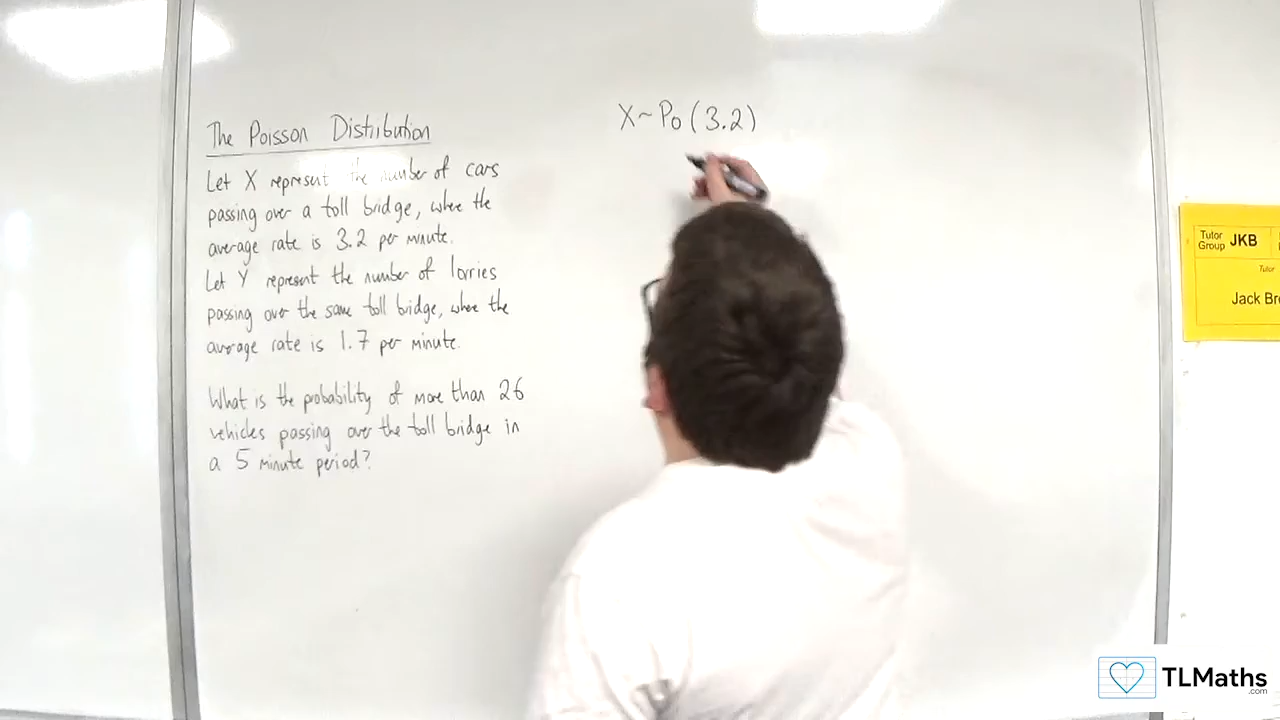 The Poisson Distribution
Let X represent the number of cars
passing over a toll bridge, where the
average rate is 3.2 per minute.
Let Y represent the number of lorries
passing over the same toll bridge, where the
average rate is 1.7 per minute.
What is the probability of more than 26
vehicles passing over the toll bridge in
a 5 minute period?
X ~ Po (3.2)
Tutor
Group JKB
Tutor
Jack Bre
TLMaths
.com